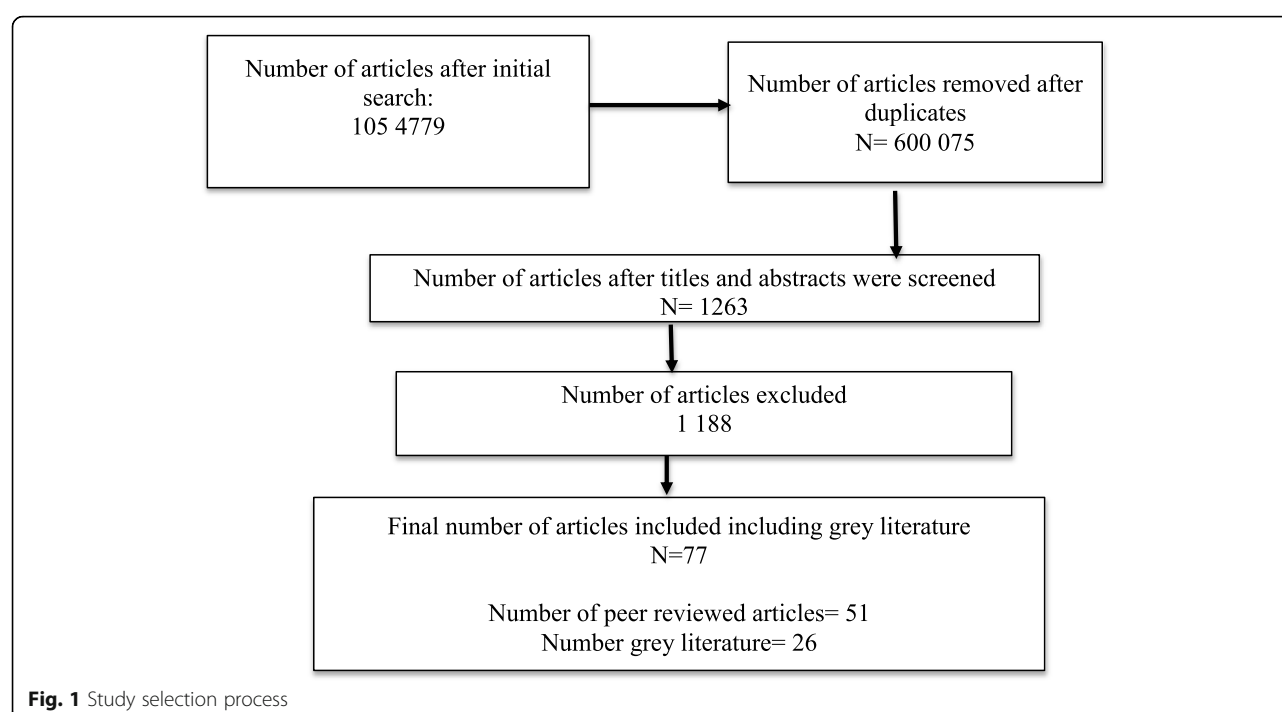 Number of articles after initial
search:
105 4779
Number of articles removed after
duplicates
N= 600 075
Number of articles after titles and abstracts were screened
N= 1263
Number of articles excluded
1 188
Final number of articles included including grey literature
N=77
Number of peer reviewed articles= 51
Number grey literature= 26
Fig. 1 Study selection process